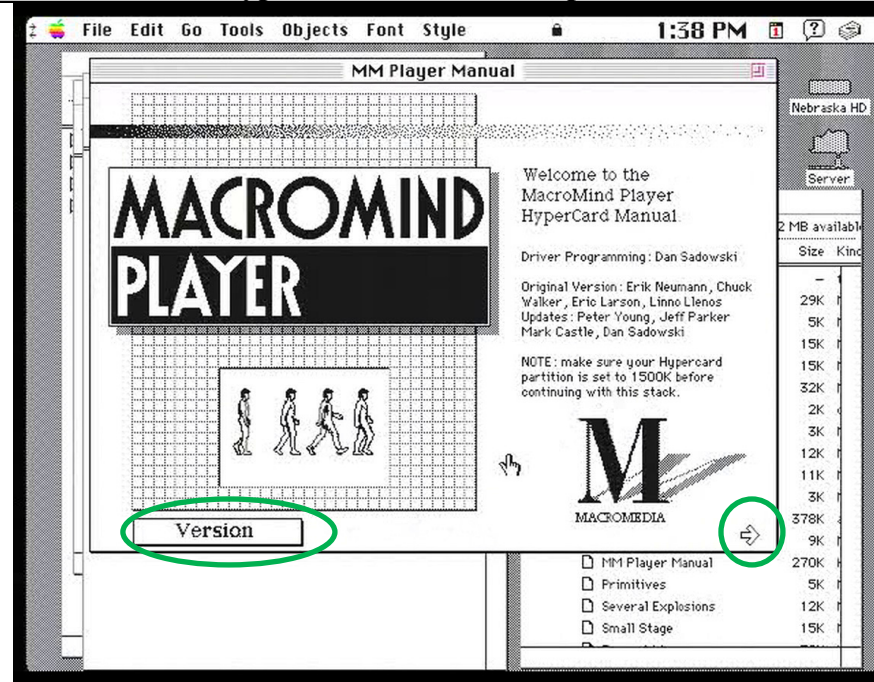 File Edit Go Tools Objects Font Style 1:38 PM
MM Player Manual
MACROMIND
PLAYER
Welcome to the
MacroMind Player
HyperCard Manual.
Driver Programming: Dan Sadowski
Original Version: Erik Neumann, Chuck
Walker, Eric Larson, Linno Llenos
Updates: Peter Young, Jeff Parker
Mark Castle, Dan Sadowski
NOTE: make sure your Hypercard
partition is set to 1500K before
continuing with this stack.
M
MACROMEDIA
Version
Nebraska HD
Server
2 MB availabl
Size Kind
29K
5K
15K
15K
32K
2K
3K
12K
11K
3K
378K
9K
MM Player Manual 270K
Primitives 5K
Several Explosions 12K
Small Stage 15K